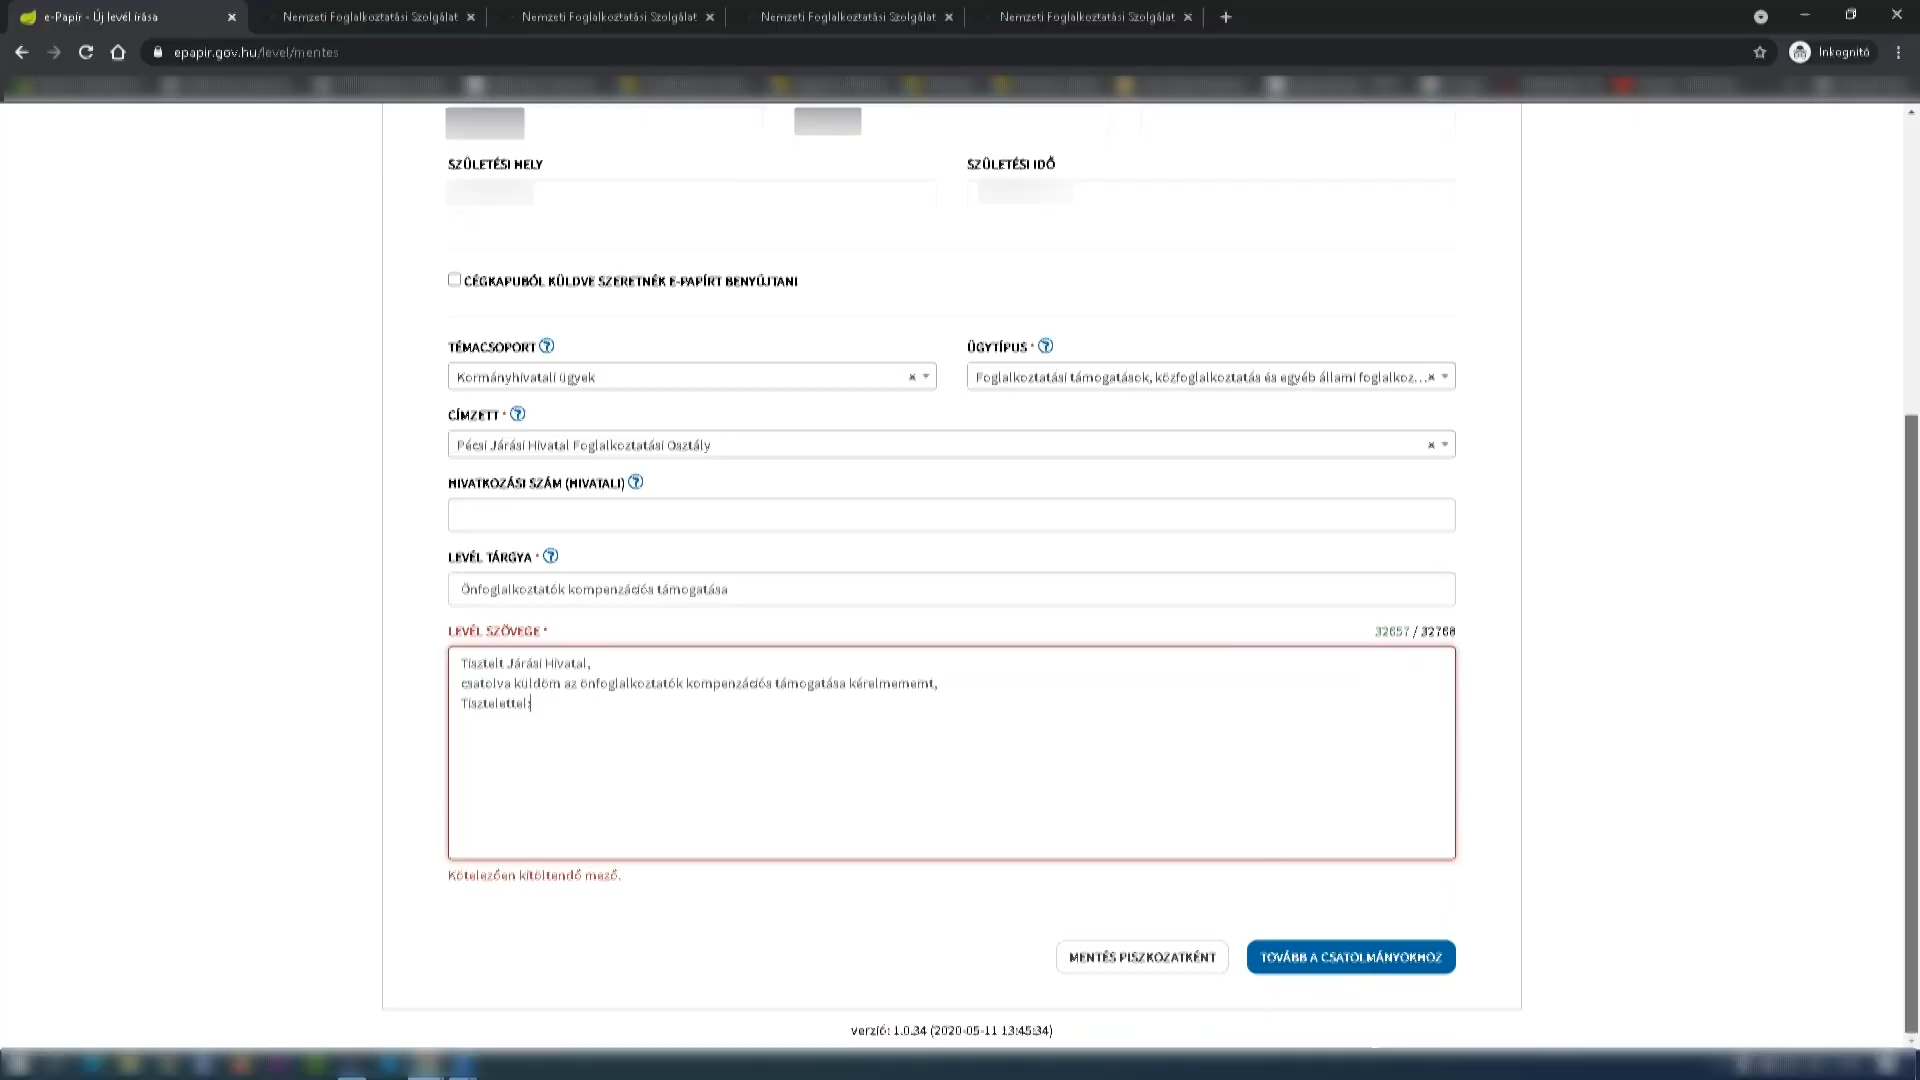 e-Papír - Új levél írása
Nemzeti Foglalkoztatási Szolgálat
Nemzeti Foglalkoztatási Szolgálat
Nemzeti Foglalkoztatási Szolgálat
Nemzeti Foglalkoztatási Szolgálat
epapir.gov.hu/level/mentes
Inkognitó
SZÜLETÉSI HELY
SZÜLETÉSI IDŐ
CÉGKAPUBÓL KÜLDVE SZERETNÉK E-PAPÍRT BENYÚJTANI
TÉMACSOPORT
ÜGYTÍPUS *
Kormányhivatali ügyek
Foglalkoztatási támogatások, közfoglalkoztatás és egyéb állami foglalkoz...
CÍMZETT *
Pécsi Járási Hivatal Foglalkoztatási Osztály
HIVATKOZÁSI SZÁM (HIVATALI)
LEVÉL TÁRGYA *
Önfoglalkoztatók kompenzációs támogatása
LEVÉL SZÖVEGE *
32657 / 32768
Tisztelt Járási Hivatal,
csatolva küldöm az önfoglalkoztatók kompenzációs támogatása kérelmememt,
Tisztelettel:
Kötelezően kitöltendő mező.
MENTÉS PISZKOZATKÉNT
TOVÁBB A CSATOLMÁNYOKHOZ
verzió: 1.0.34 (2020-05-11 13:45:34)